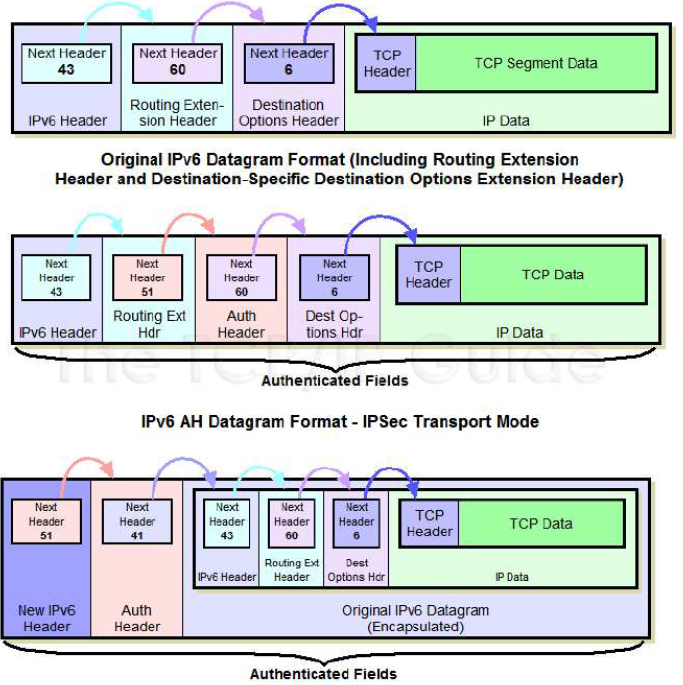 Next Header
43
Next Header
60
Next Header
6
TCP
Header
TCP Segment Data
IPv6 Header
Routing Exten-
sion Header
Destination
Options Header
IP Data
Original IPv6 Datagram Format (Including Routing Extension
Header and Destination-Specific Destination Options Extension Header)
Next
Header
43
Next
Header
51
Next
Header
60
Next
Header
6
TCP
Header
TCP Data
IPv6 Header
Routing Ext
Hdr
Auth
Header
Dest Op-
tions Hdr
IP Data
The TCP/IP Guide
Authenticated Fields
IPv6 AH Datagram Format - IPSec Transport Mode
Next
Header
51
Next
Header
41
Next
Header
43
Next
Header
60
Next
Header
6
TCP
Header
TCP Data
IPv6 Header
Routing Ext
Header
Dest
Options Hdr
IP Data
New IPv6
Header
Auth
Header
Original IPv6 Datagram
(Encapsulated)
Authenticated Fields